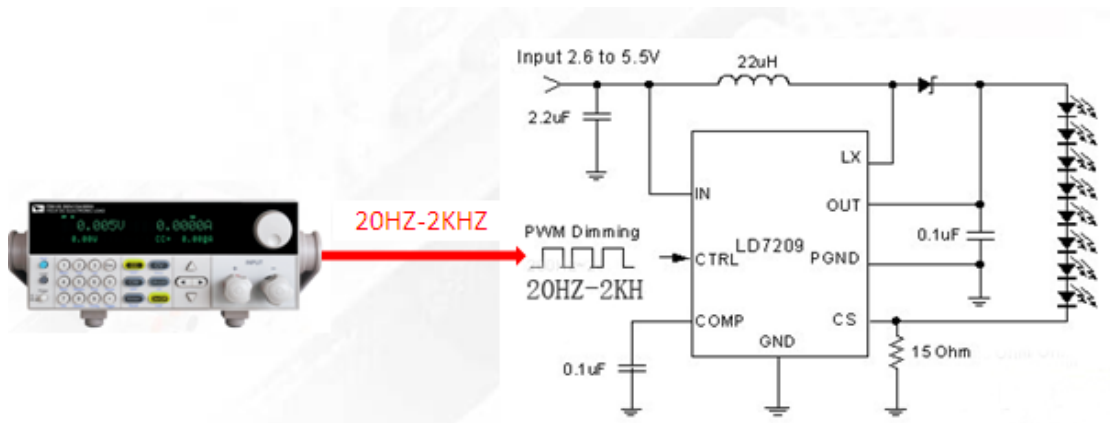 Input 2.6 to 5.5V
22uH
2.2uF
LX
IN
OUT
0.005V 0.0000A
20HZ-2KHZ
PWM Dimming
0.1uF
LD7209
CTRL
PGND
20HZ-2KH
COMP
CS
GND
15 Ohm
0.1uF
INPUT